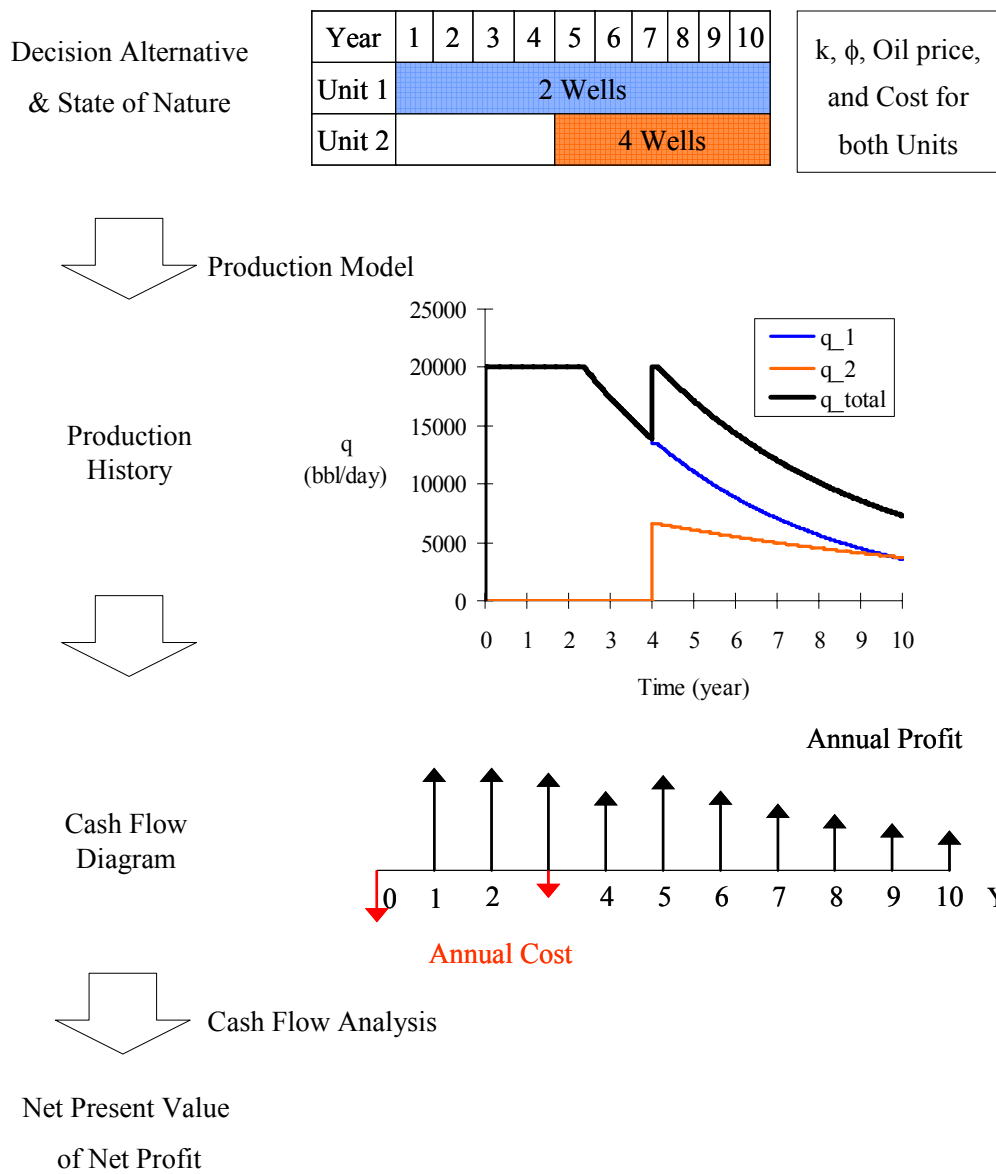 Decision Alternative
& State of Nature
Year 1 2 3 4 5 6 7 8 9 10
Unit 1 2 Wells
Unit 2 4 Wells
k, ϕ, Oil price,
and Cost for
both Units
Production Model
Production
History
q
(bbl/day)
25000
20000
15000
10000
5000
0
q_1
q_2
q_total
0 1 2 3 4 5 6 7 8 9 10
Time (year)
Annual Profit
Cash Flow
Diagram
0 1 2 4 5 6 7 8 9 10 Y
Annual Cost
Cash Flow Analysis
Net Present Value
of Net Profit